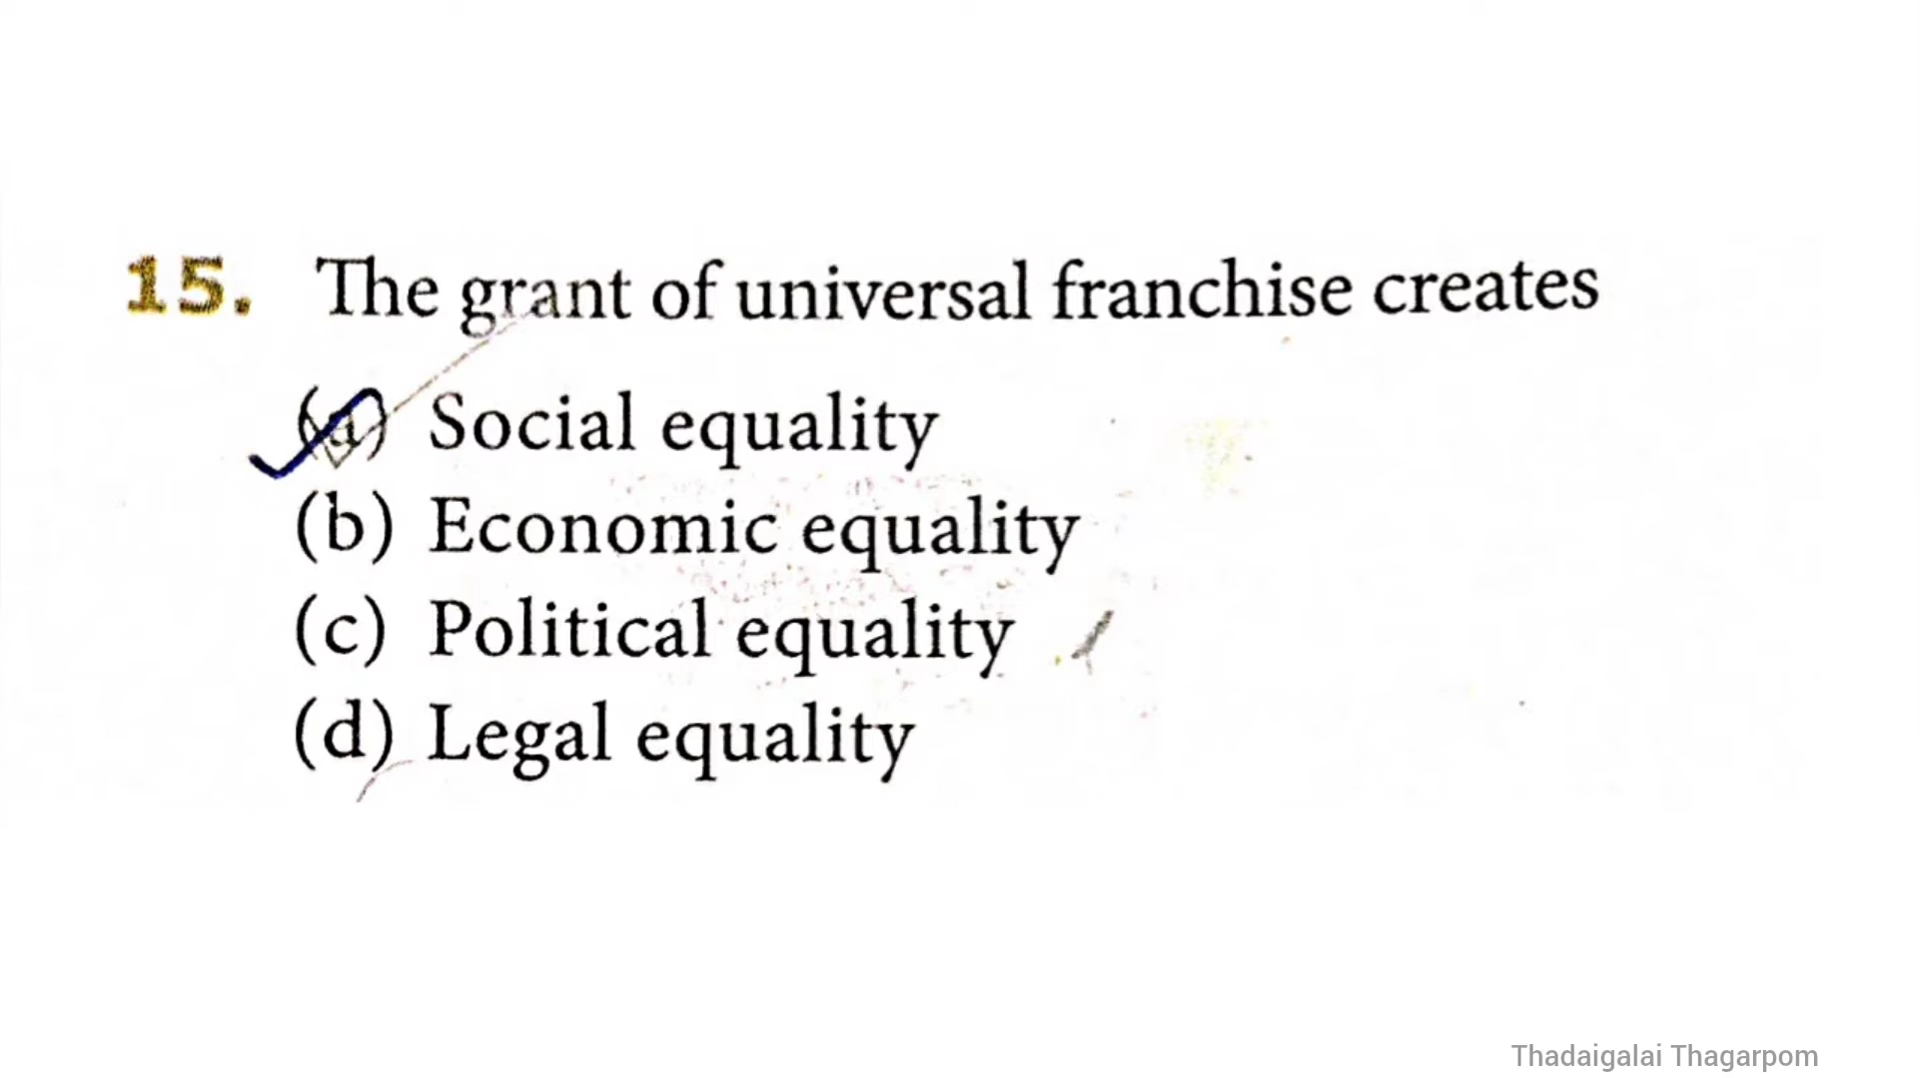 15. The grant of universal franchise creates
(a) Social equality
(b) Economic equality
(c) Political equality
(d) Legal equality
Thadaigalai Thagarpom